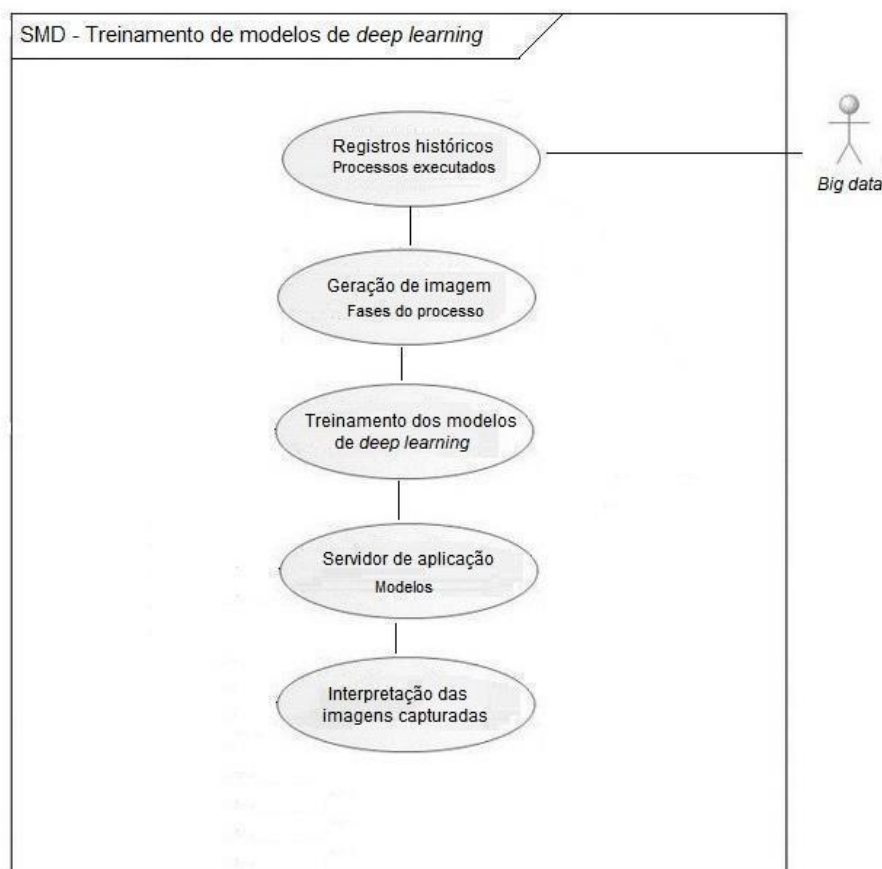 SMD - Treinamento de modelos de deep learning
Big data
Registros históricos
Processos executados
Geração de imagem
Fases do processo
Treinamento dos modelos
de deep learning
Servidor de aplicação
Modelos
Interpretação das
imagens capturadas